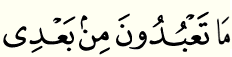 مَا تَعۡبُدُونَ مِنۢ بَعۡدِى